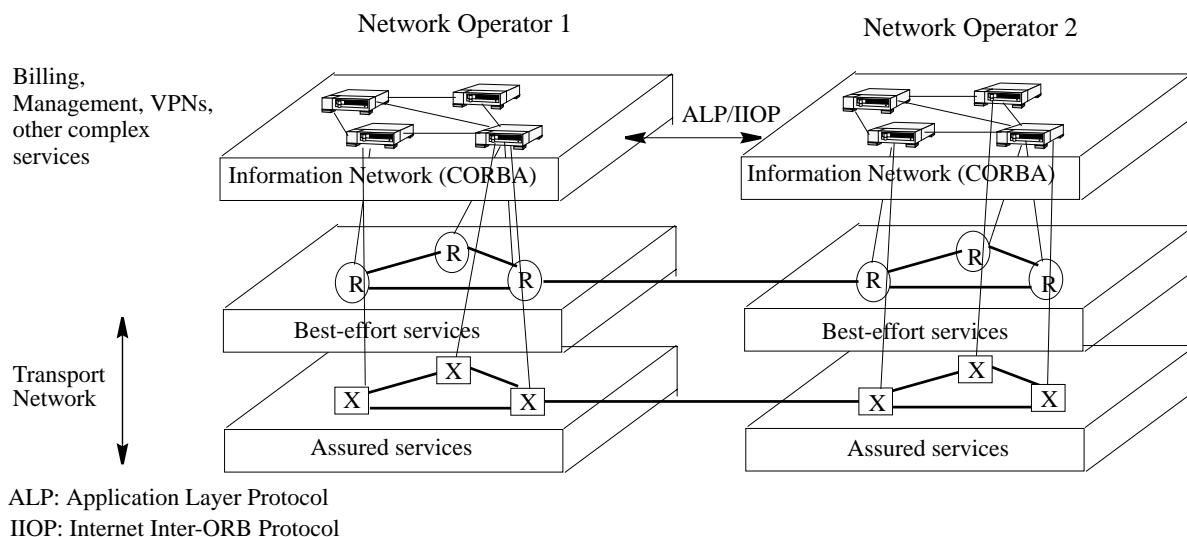 Network Operator 1
Network Operator 2
Billing,
Management, VPNs,
other complex
services
ALP/IIOP
Information Network (CORBA)
Information Network (CORBA)
R
R
R
R
R
R
Best-effort services
Best-effort services
Transport
Network
X
X
X
X
X
X
Assured services
Assured services
ALP: Application Layer Protocol
IIOP: Internet Inter-ORB Protocol